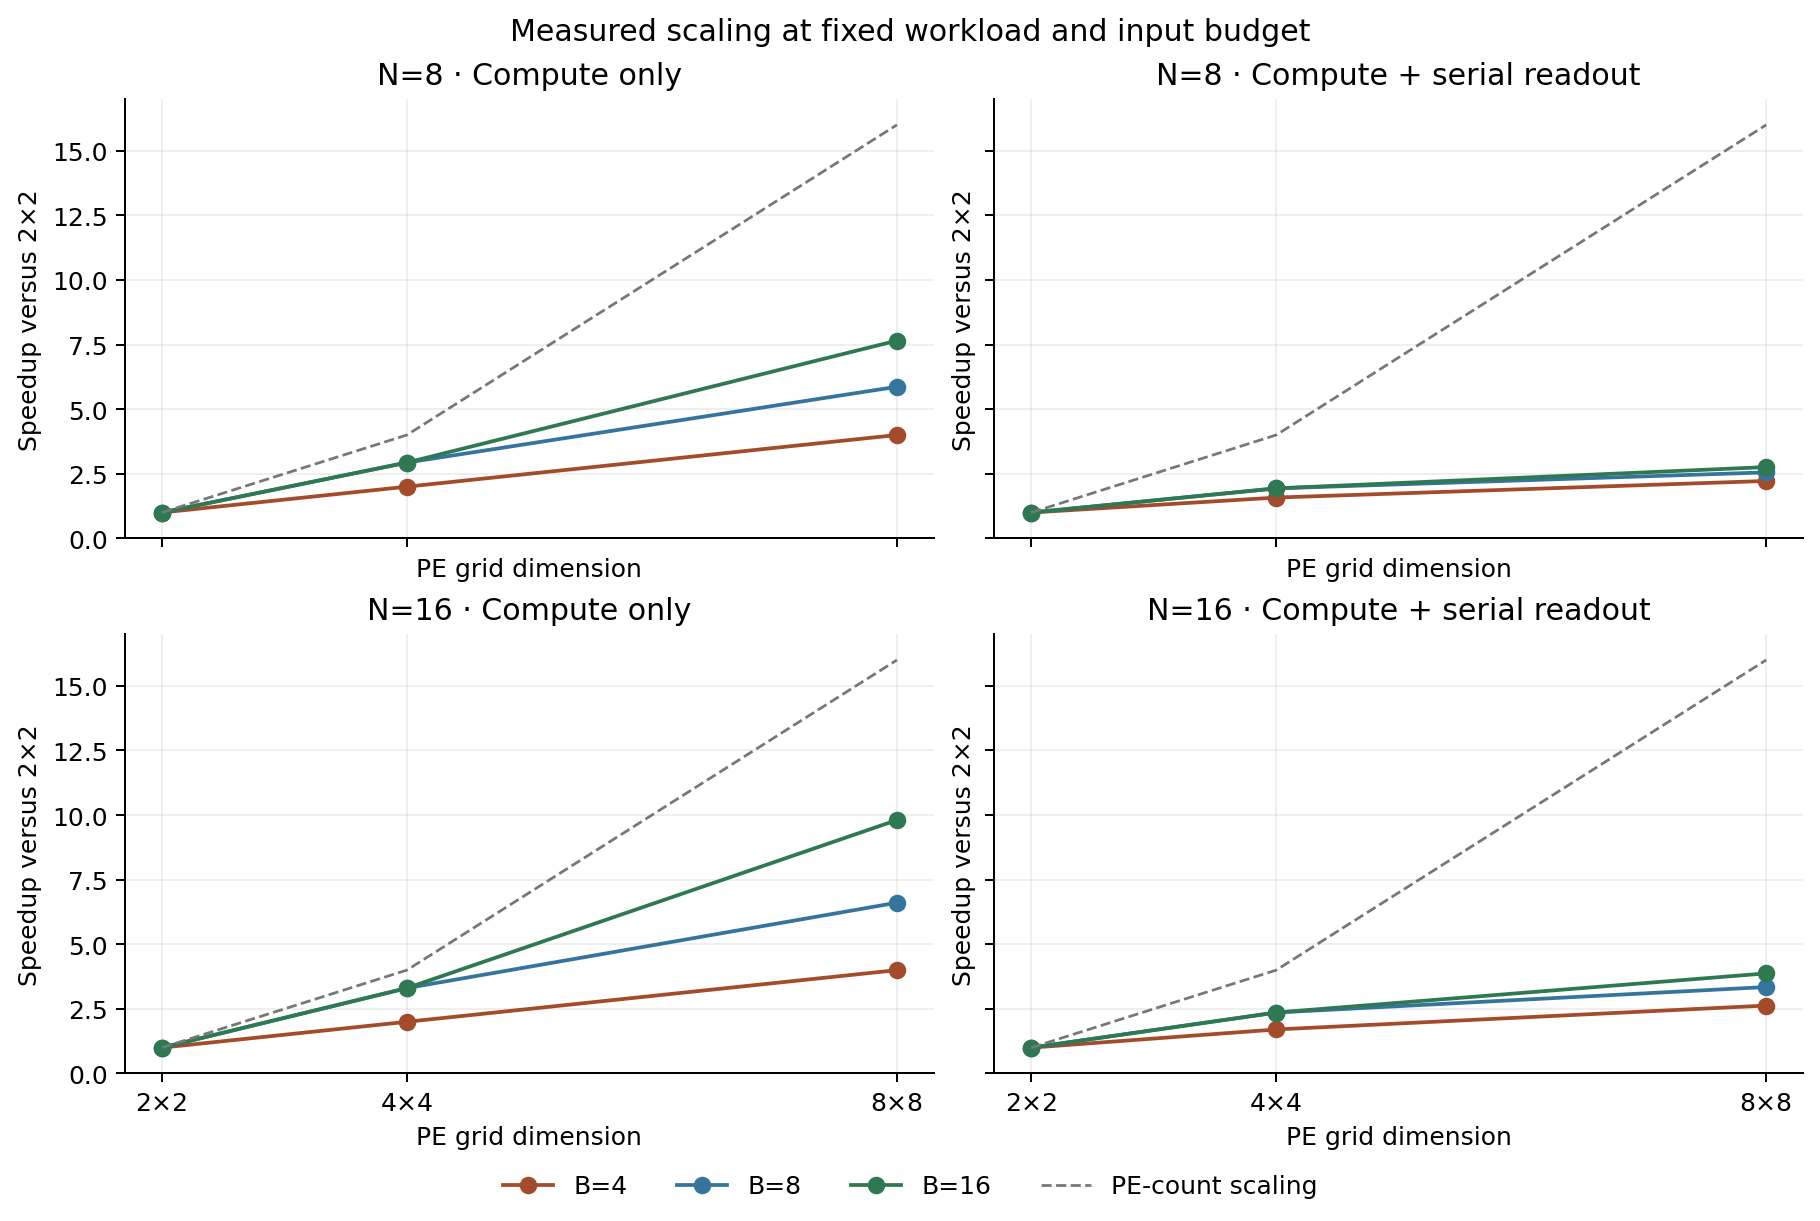 Measured scaling at fixed workload and input budget
N=8 · Compute only
N=8 · Compute + serial readout
Speedup versus 2×2
15.0
12.5
10.0
7.5
5.0
2.5
0.0
PE grid dimension
Speedup versus 2×2
PE grid dimension
N=16 · Compute only
N=16 · Compute + serial readout
Speedup versus 2×2
15.0
12.5
10.0
7.5
5.0
2.5
0.0
2×2 4×4 8×8
PE grid dimension
Speedup versus 2×2
2×2 4×4 8×8
PE grid dimension
B=4 B=8 B=16 PE-count scaling